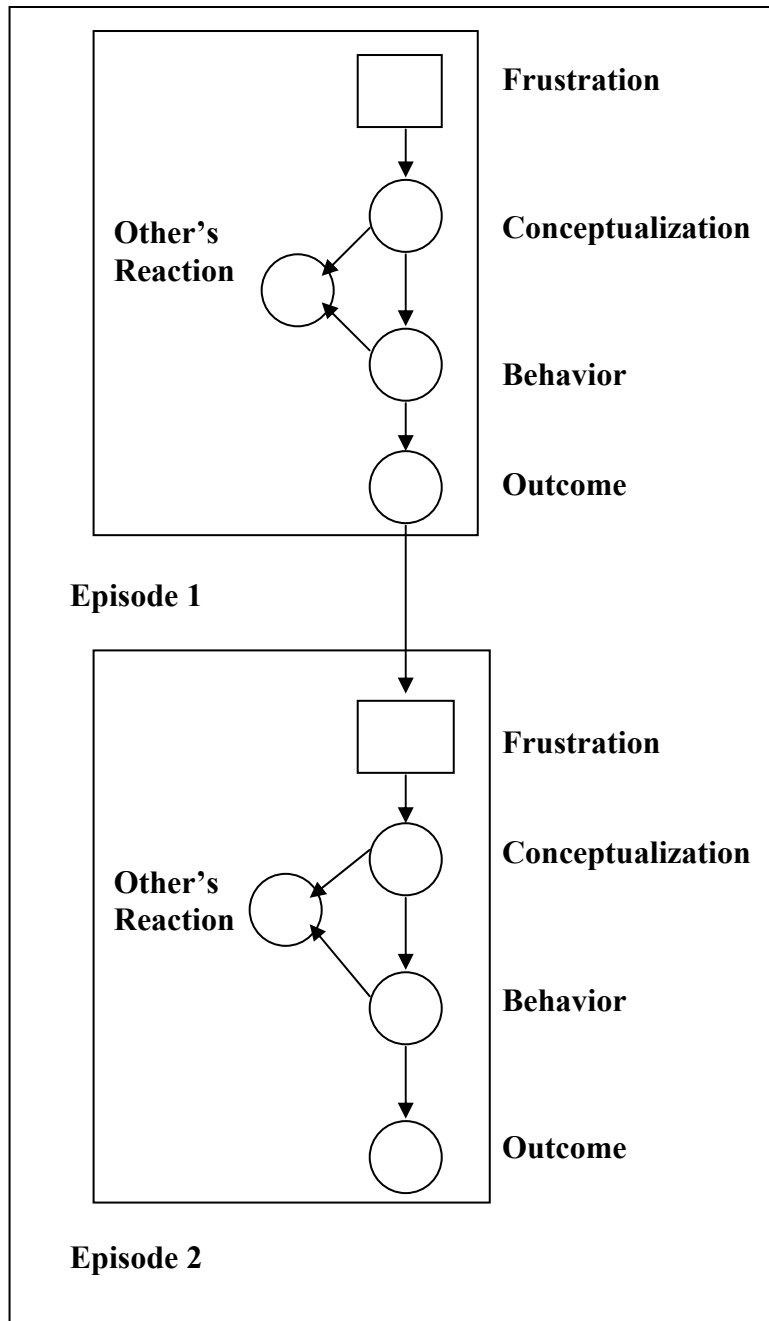 Frustration
Conceptualization
Other’s
Reaction
Behavior
Outcome
Episode 1
Frustration
Conceptualization
Other’s
Reaction
Behavior
Outcome
Episode 2